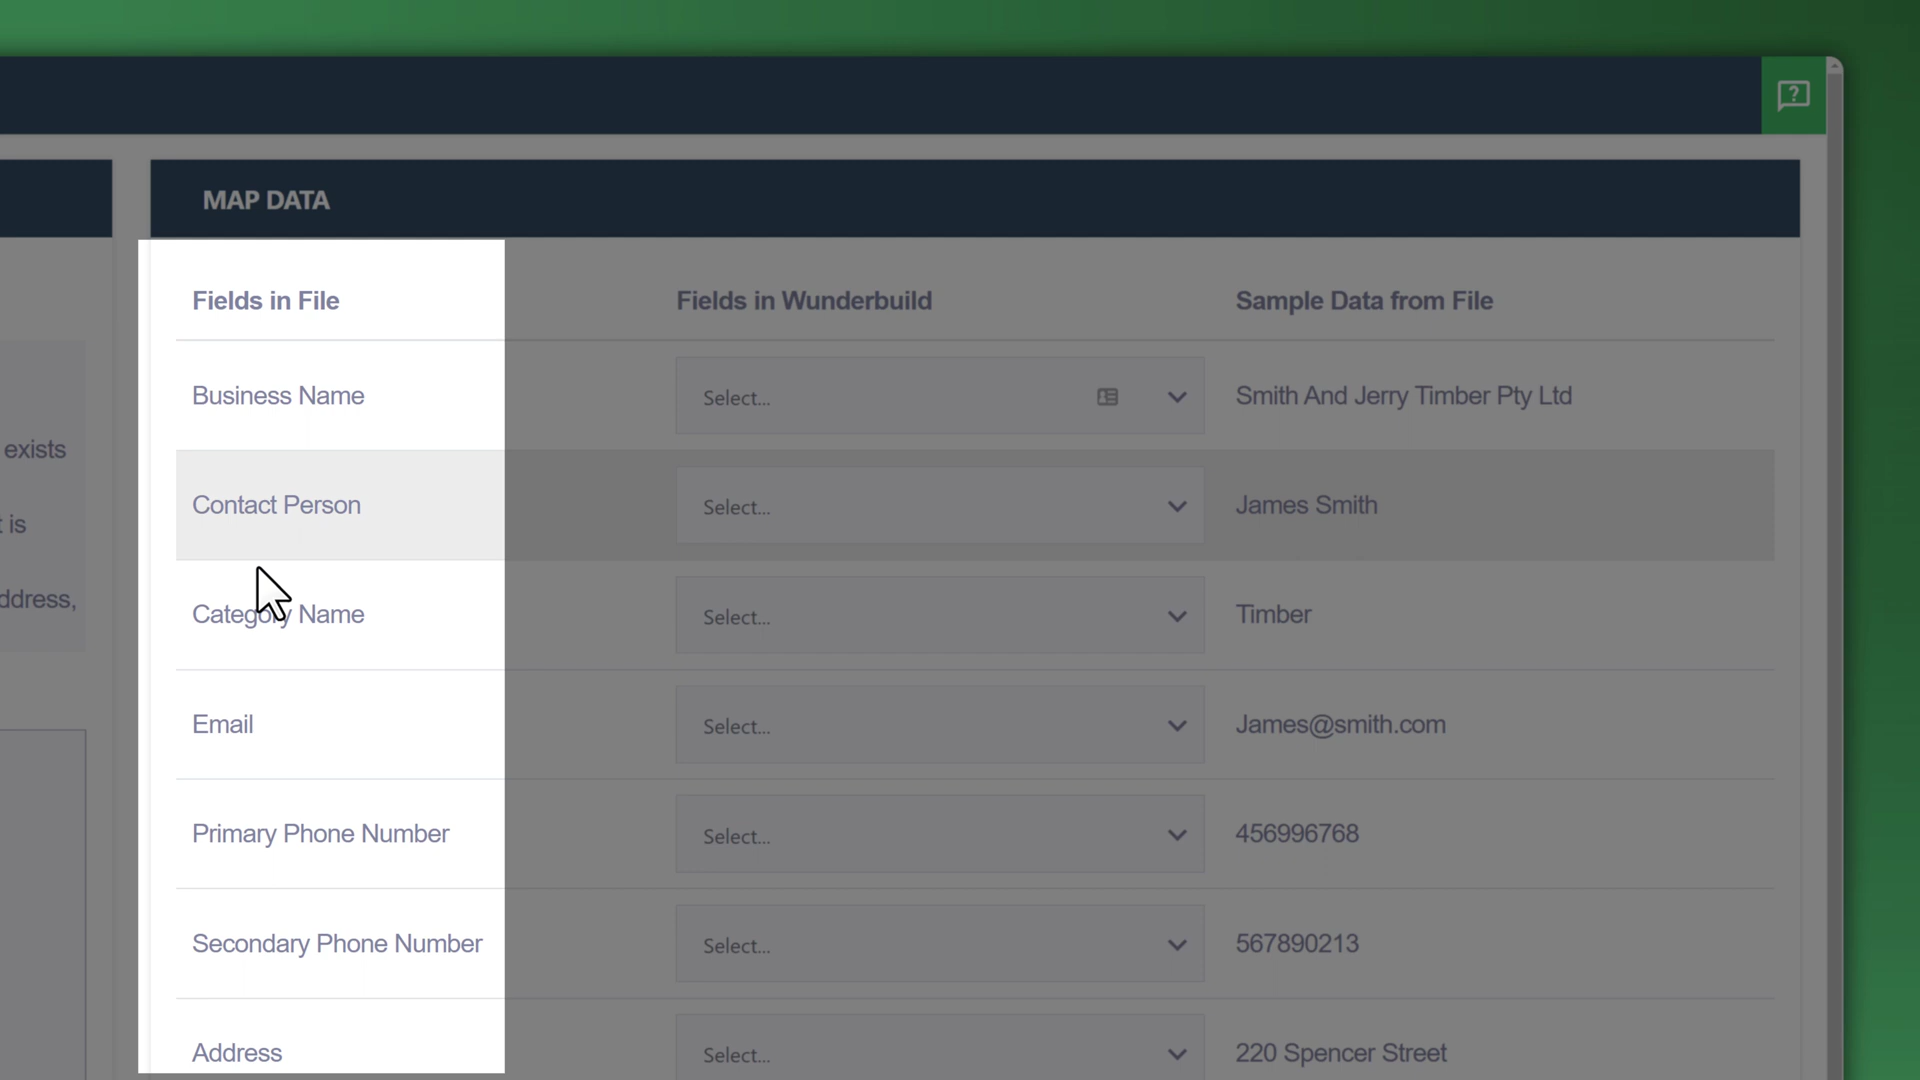 ?
MAP DATA
Fields in File Fields in Wunderbuild Sample Data from File
Business Name Select... Smith And Jerry Timber Pty Ltd
exists
Contact Person Select... James Smith
t is
ddress,
Category Name Select... Timber
Email Select... James@smith.com
Primary Phone Number Select... 456996768
Secondary Phone Number Select... 567890213
Address Select... 220 Spencer Street